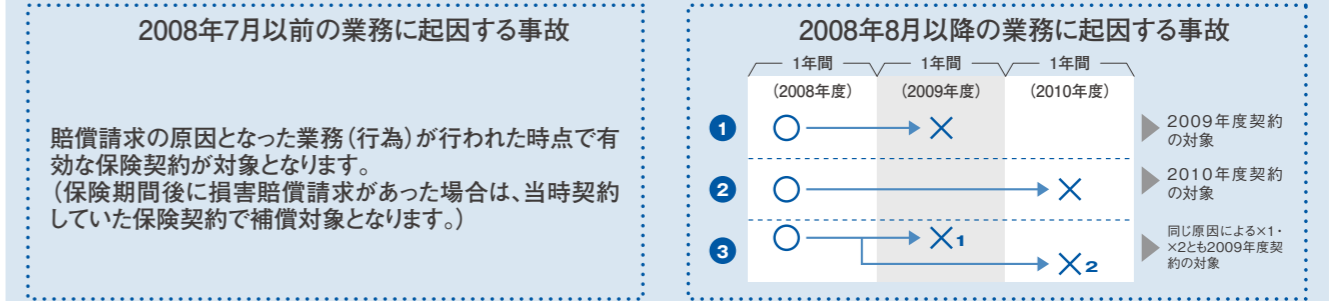 2008年7月以前の業務に起因する事故
賠償請求の原因となった業務（行為）が行われた時点で有
効な保険契約が対象となります。
（保険期間後に損害賠償請求があった場合は、当時契約
していた保険契約で補償対象となります。）
2008年8月以降の業務に起因する事故
1年間 1年間 1年間
（2008年度） （2009年度） （2010年度）
1 ○ × 2009年度契約
の対象
2 ○ × 2010年度契約
の対象
3 ○ ×1 同じ原因による×1・
×2とも2009年度契
約の対象
×2